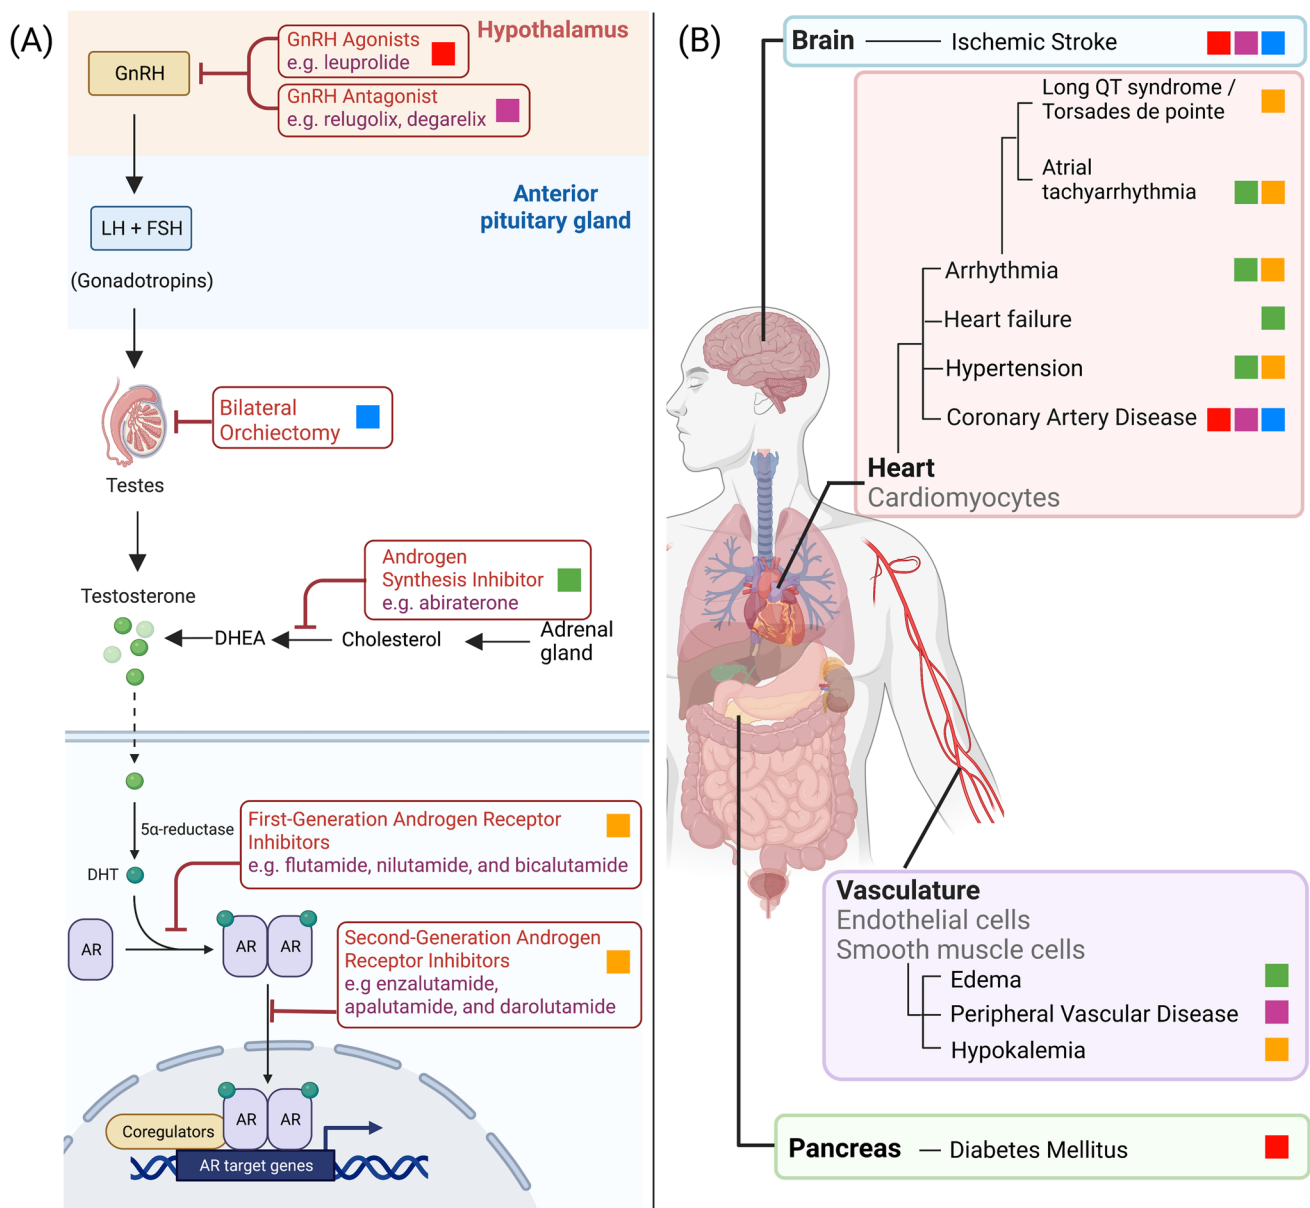 (A)
Hypothalamus
GnRH
GnRH Agonists
e.g. leuprolide
GnRH Antagonist
e.g. relugolix, degarelix
Anterior
pituitary gland
LH + FSH
(Gonadotropins)
Bilateral
Orchiectomy
Testes
Androgen
Synthesis Inhibitor
e.g. abiraterone
Testosterone
DHEA
Cholesterol
Adrenal
gland
5α-reductase
First-Generation Androgen Receptor
Inhibitors
e.g. flutamide, nilutamide, and bicalutamide
DHT
AR
AR
AR
Second-Generation Androgen
Receptor Inhibitors
e.g enzalutamide,
apalutamide, and darolutamide
AR
AR
Coregulators
AR target genes
(B)
Brain
Ischemic Stroke
Long QT syndrome /
Torsades de pointe
Atrial
tachyarrhythmia
Arrhythmia
Heart failure
Hypertension
Coronary Artery Disease
Heart
Cardiomyocytes
Vasculature
Endothelial cells
Smooth muscle cells
Edema
Peripheral Vascular Disease
Hypokalemia
Pancreas
Diabetes Mellitus